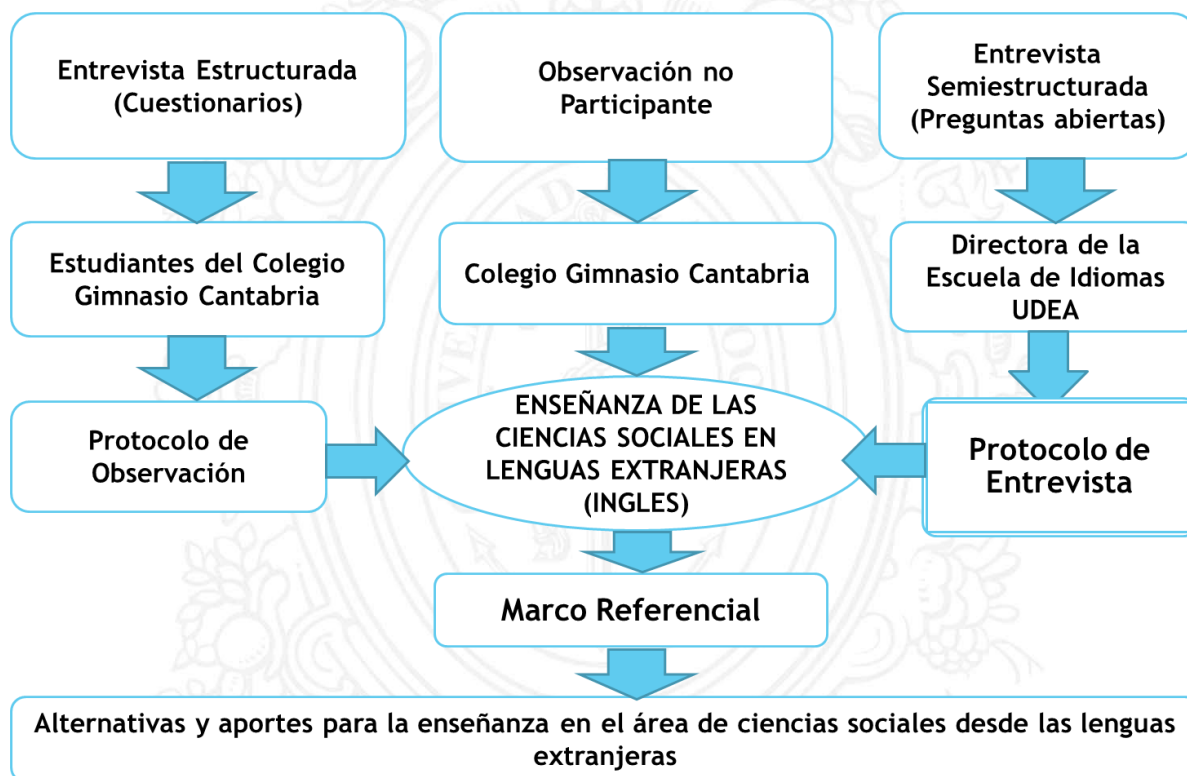 Entrevista Estructurada
(Cuestionarios)
Observación no
Participante
Entrevista
Semiestructurada
(Preguntas abiertas)
Estudiantes del Colegio
Gimnasio Cantabria
Colegio Gimnasio Cantabria
Directora de la
Escuela de Idiomas
UDEA
Protocolo de
Observación
ENSEÑANZA DE LAS
CIENCIAS SOCIALES EN
LENGUAS EXTRANJERAS
(INGLES)
Protocolo de
Entrevista
Marco Referencial
Alternativas y aportes para la enseñanza en el área de ciencias sociales desde las lenguas
extranjeras